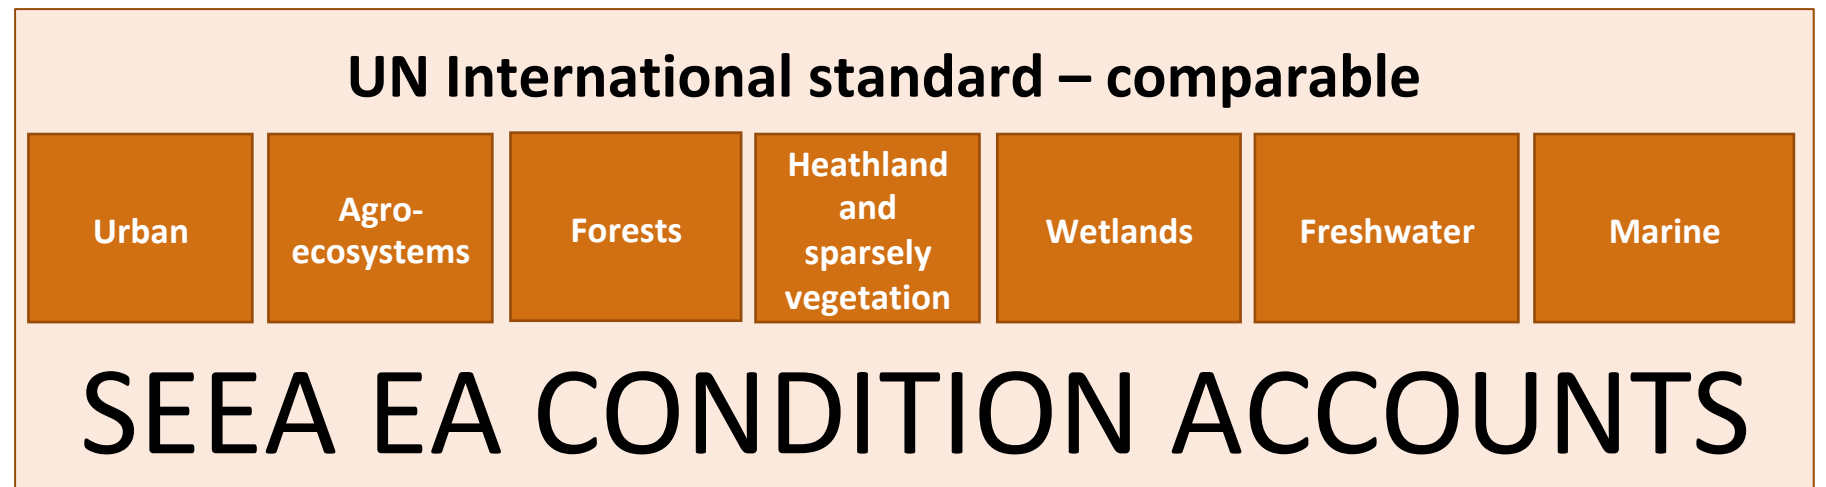 UN International standard – comparable
Urban
Agro-
ecosystems
Forests
Heathland
and
sparsely
vegetation
Wetlands
Freshwater
Marine
SEEA EA CONDITION ACCOUNTS